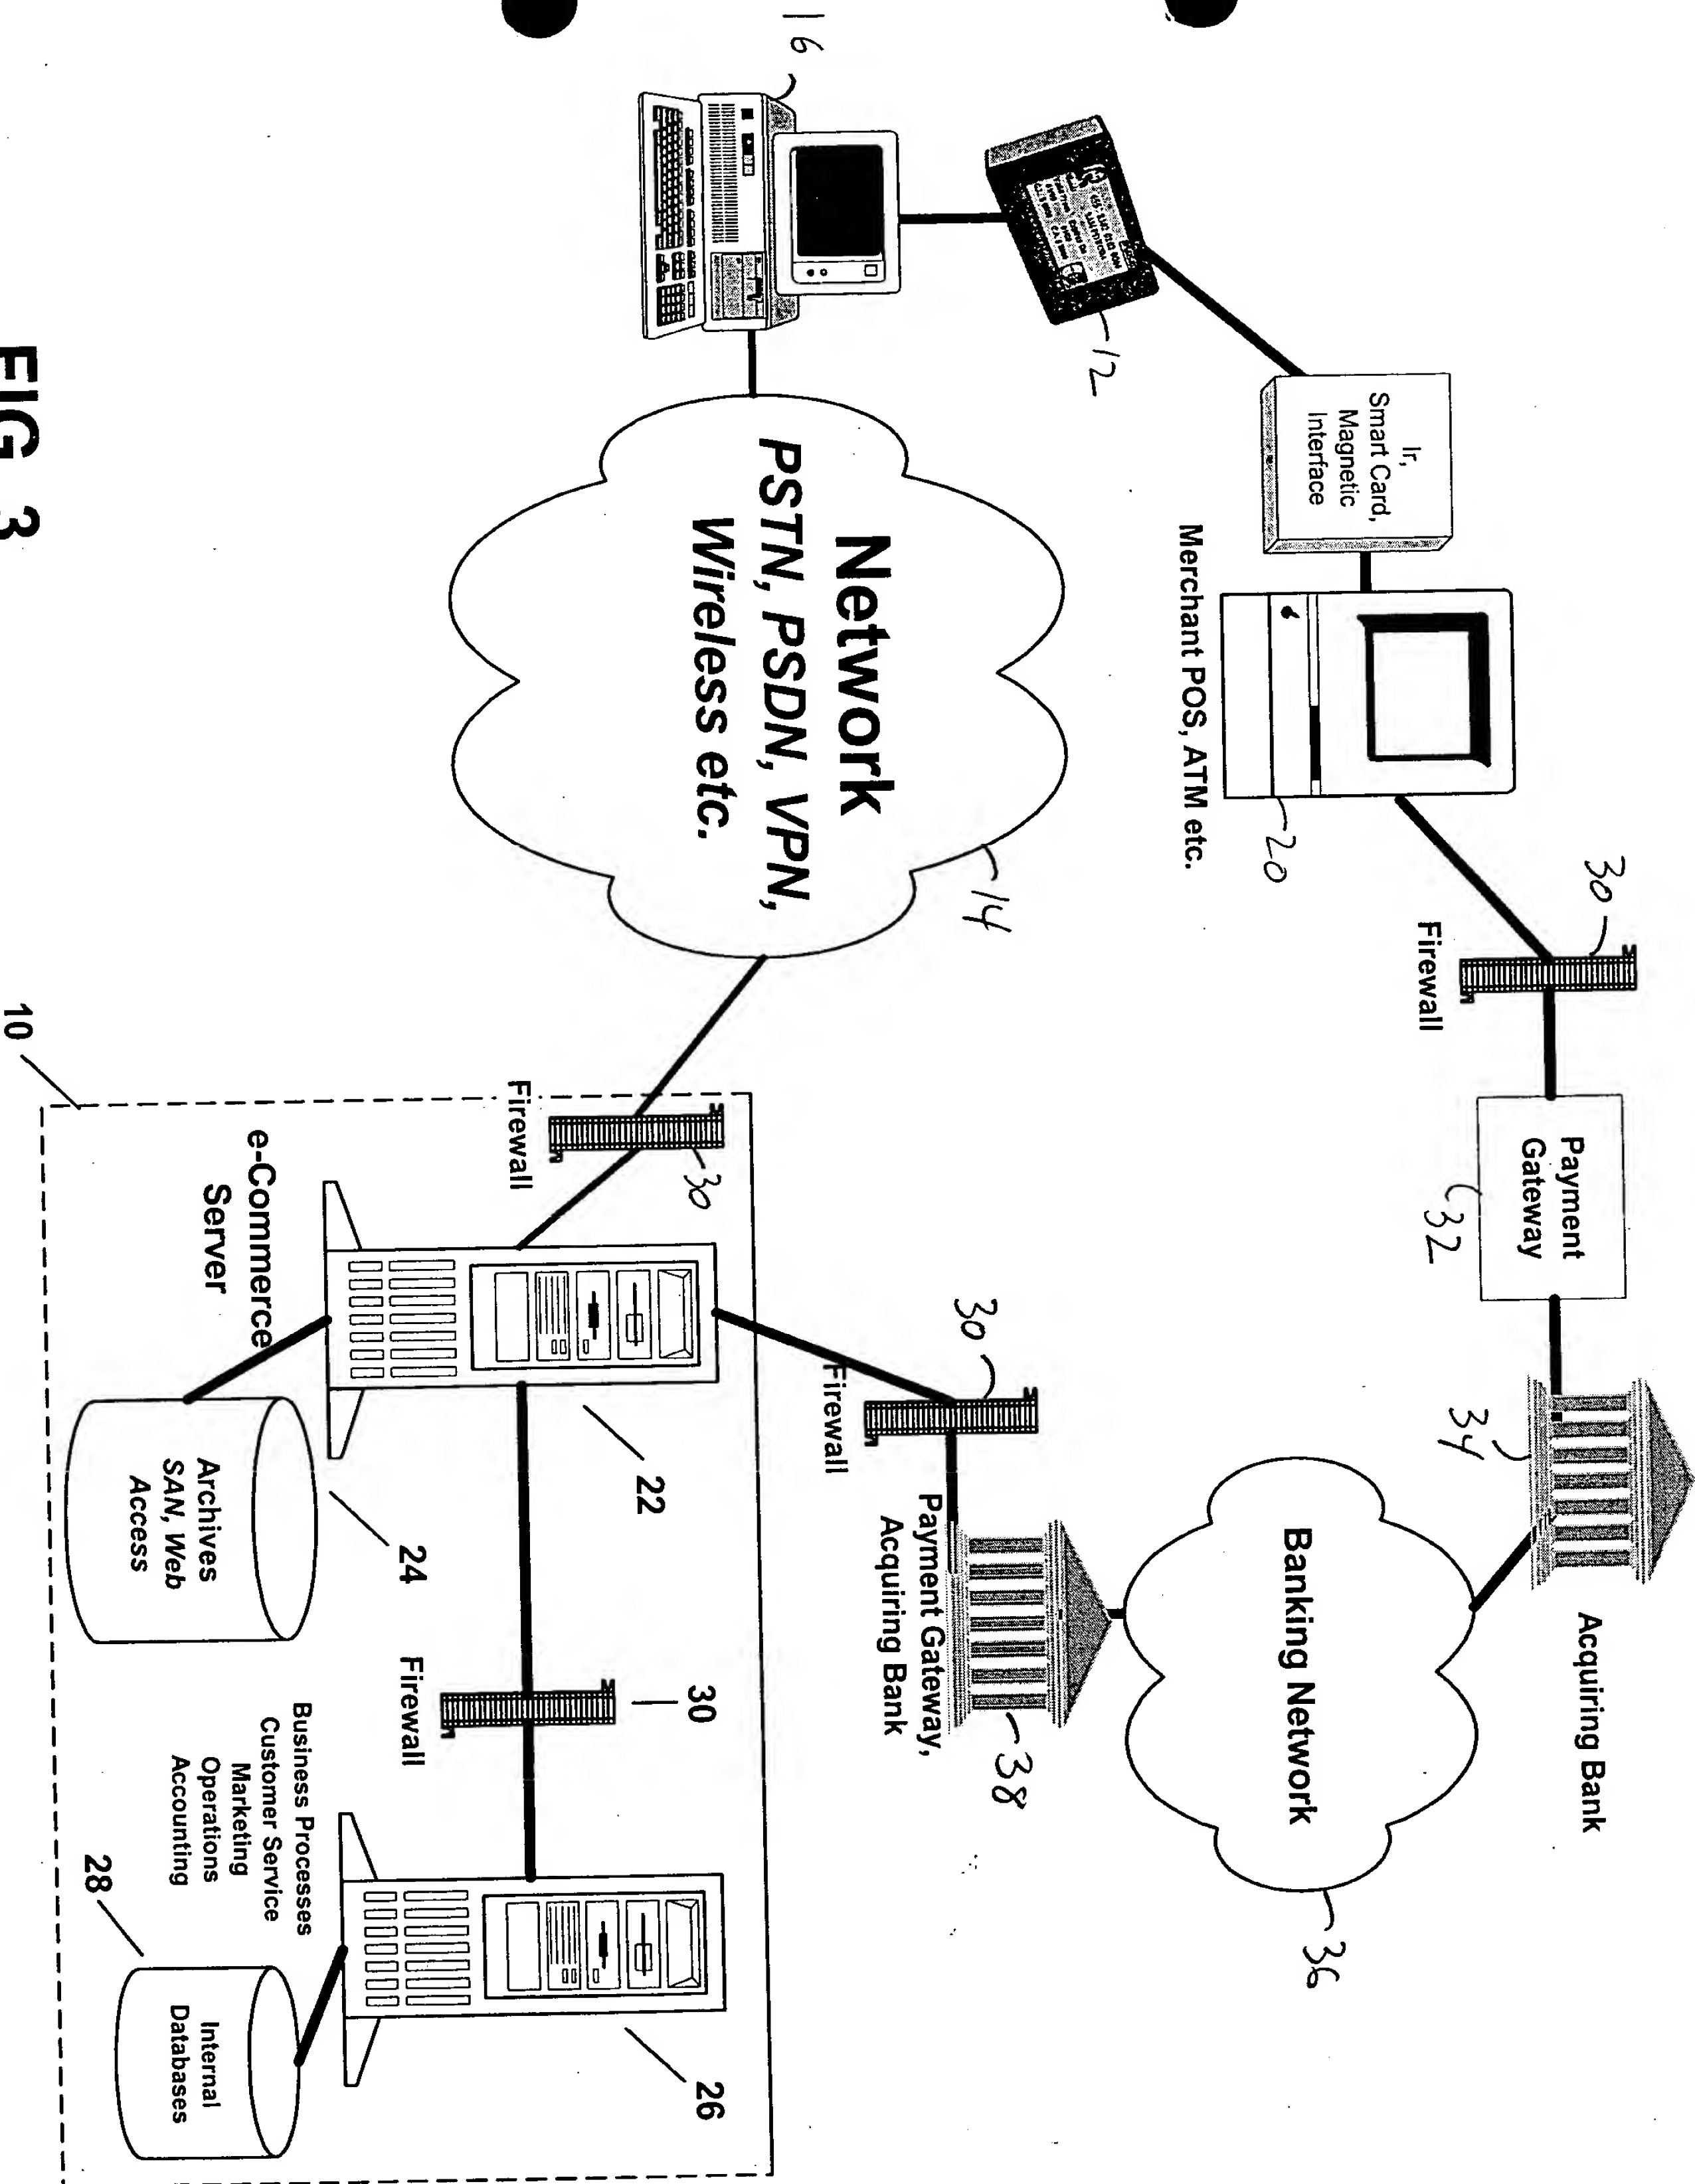 Ir,
Smart Card,
Magnetic
Interface
Merchant POS, ATM etc.
20
30
Firewall
Payment
Gateway
32
34
Acquiring Bank
12
16
Network
PSTN, PSDN, VPN,
Wireless etc.
14
Banking Network
36
30
Firewall
Payment Gateway,
Acquiring Bank
38
30
Firewall
e-Commerce
Server
22
Archives
SAN, Web
Access
24
30
Firewall
Business Processes
Customer Service
Marketing
Operations
Accounting
26
28
Internal
Databases
10
FIG. 3